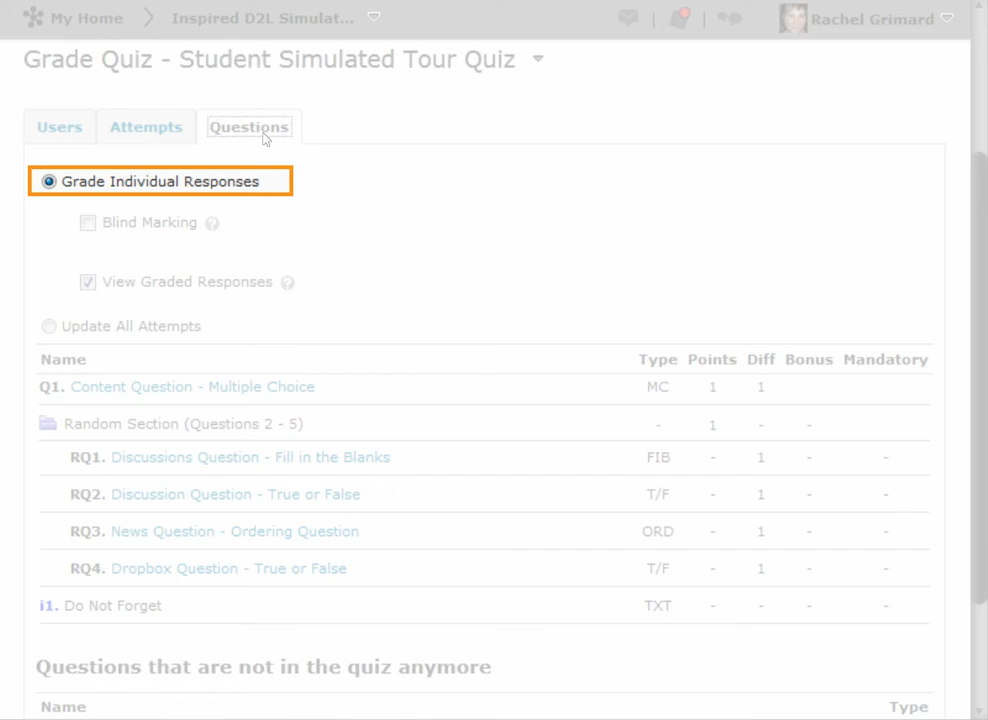 My Home Inspired D2L Simulat... Rachel Grimard
Grade Quiz - Student Simulated Tour Quiz
Users Attempts Questions
Grade Individual Responses
Blind Marking ?
View Graded Responses ?
Update All Attempts
Name Type Points Diff Bonus Mandatory
Q1. Content Question - Multiple Choice MC 1 1
Random Section (Questions 2 - 5) - 1 - -
RQ1. Discussions Question - Fill in the Blanks FIB - 1 - -
RQ2. Discussion Question - True or False T/F - 1 - -
RQ3. News Question - Ordering Question ORD - 1 - -
RQ4. Dropbox Question - True or False T/F - 1 - -
i1. Do Not Forget TXT - - - -
Questions that are not in the quiz anymore
Name Type